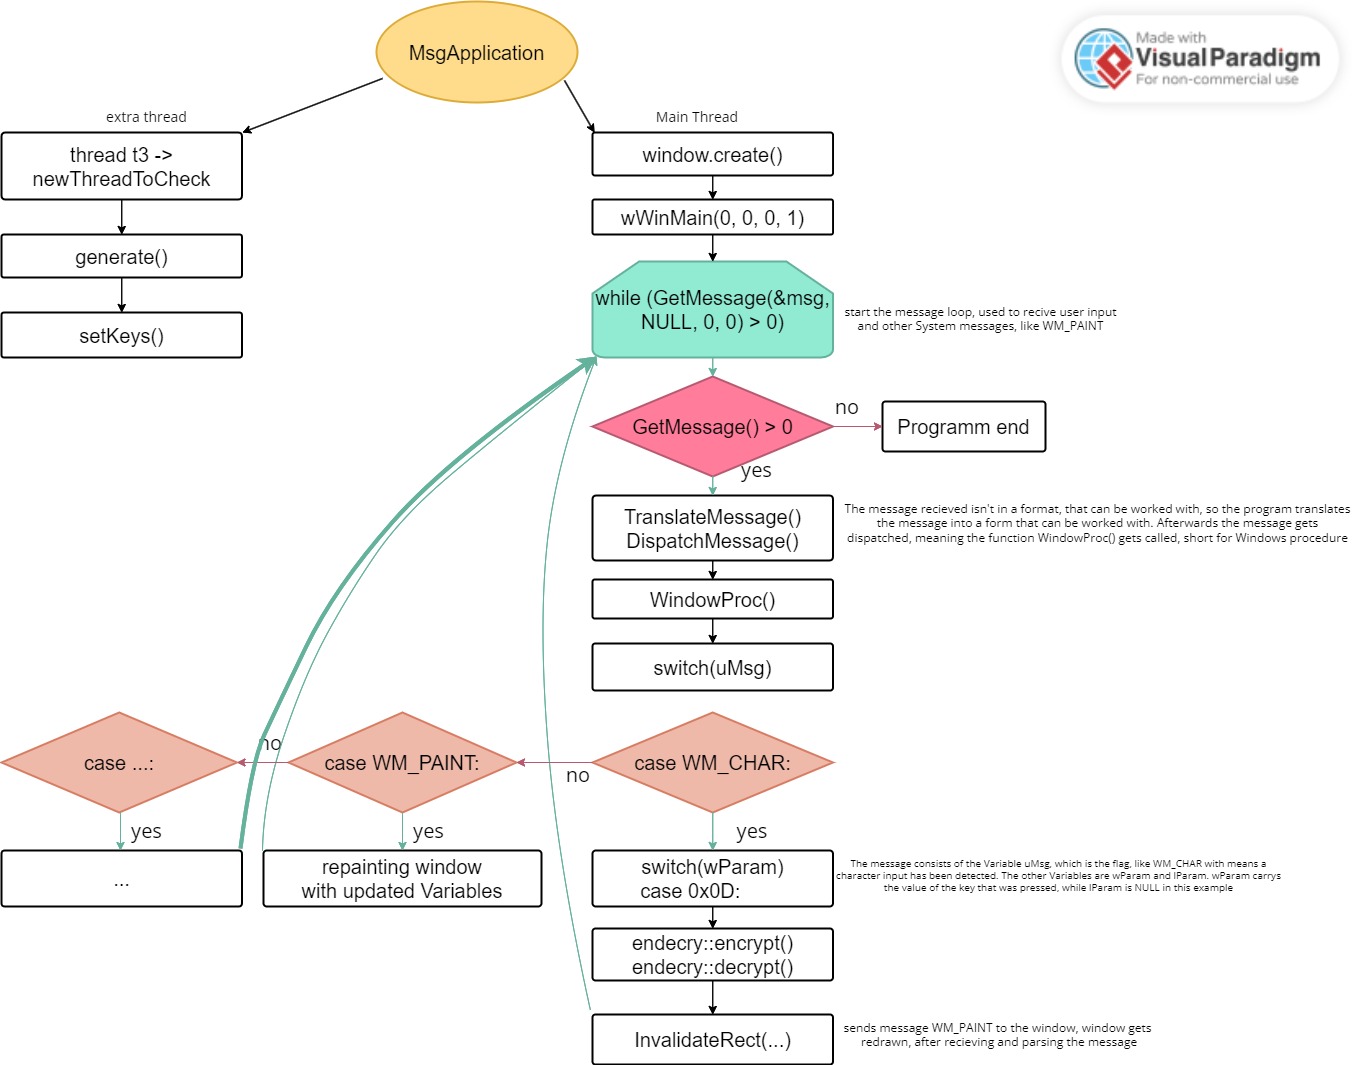 MsgApplication
Made with
Visual Paradigm
For non-commercial use
extra thread
Main Thread
thread t3 ->
newThreadToCheck
window.create()
wWinMain(0, 0, 0, 1)
generate()
while (GetMessage(&msg,
NULL, 0, 0) > 0)
start the message loop, used to recive user input
and other System messages, like WM_PAINT
setKeys()
GetMessage() > 0
no
Programm end
yes
TranslateMessage()
DispatchMessage()
The message recieved isn't in a format, that can be worked with, so the program translates
the message into a form that can be worked with. Afterwards the message gets
dispatched, meaning the function WindowProc() gets called, short for Windows procedure
WindowProc()
switch(uMsg)
case ...:
no
case WM_PAINT:
no
case WM_CHAR:
yes
yes
yes
...
repainting window
with updated Variables
switch(wParam)
case 0x0D:
The message consists of the Variable uMsg, which is the flag, like WM_CHAR with means a
character input has been detected. The other Variables are wParam and lParam. wParam carrys
the value of the key that was pressed, while lParam is NULL in this example
endecry::encrypt()
endecry::decrypt()
InvalidateRect(...)
sends message WM_PAINT to the window, window gets
redrawn, after recieving and parsing the message